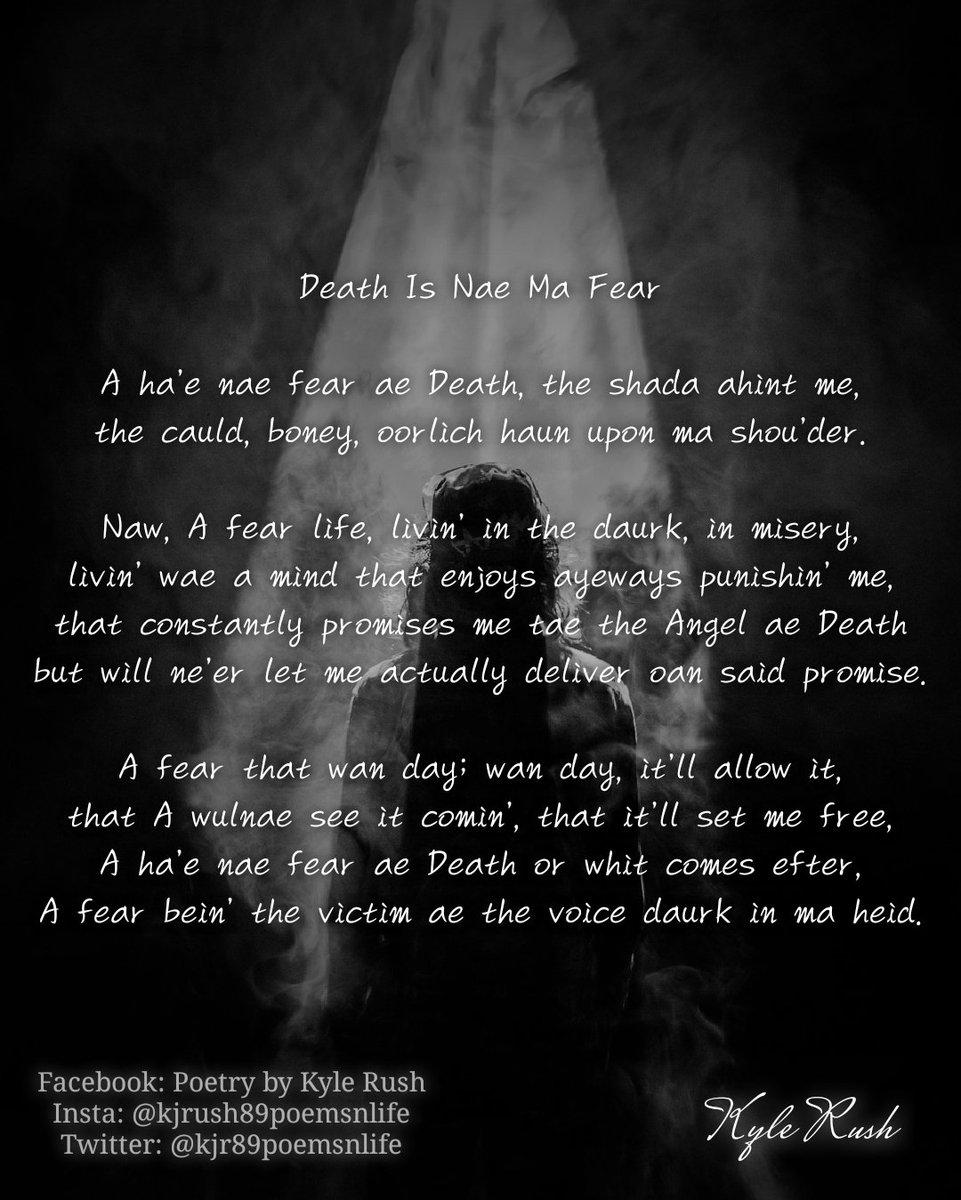 Death Is Nae Ma Fear
A ha'e nae fear ae Death, the shada ahint me,
the cauld, boney, oorlich haun upon ma shou'der.
Naw, A fear life, livin' in the daurk, in misery,
livin' wae a mind that enjoys ayeways punishin' me,
that constantly promises me tae the Angel ae Death
but will ne'er let me actually deliver oan said promise.
A fear that wan day; wan day, it'll allow it,
that A wulnae see it comin', that it'll set me free,
A ha'e nae fear ae Death or whit comes efter,
A fear bein' the victim ae the voice daurk in ma heid.
Facebook: Poetry by Kyle Rush
Insta: @kjrush89poemsnlife
Twitter: @kjr89poemsnlife
Kyle Rush